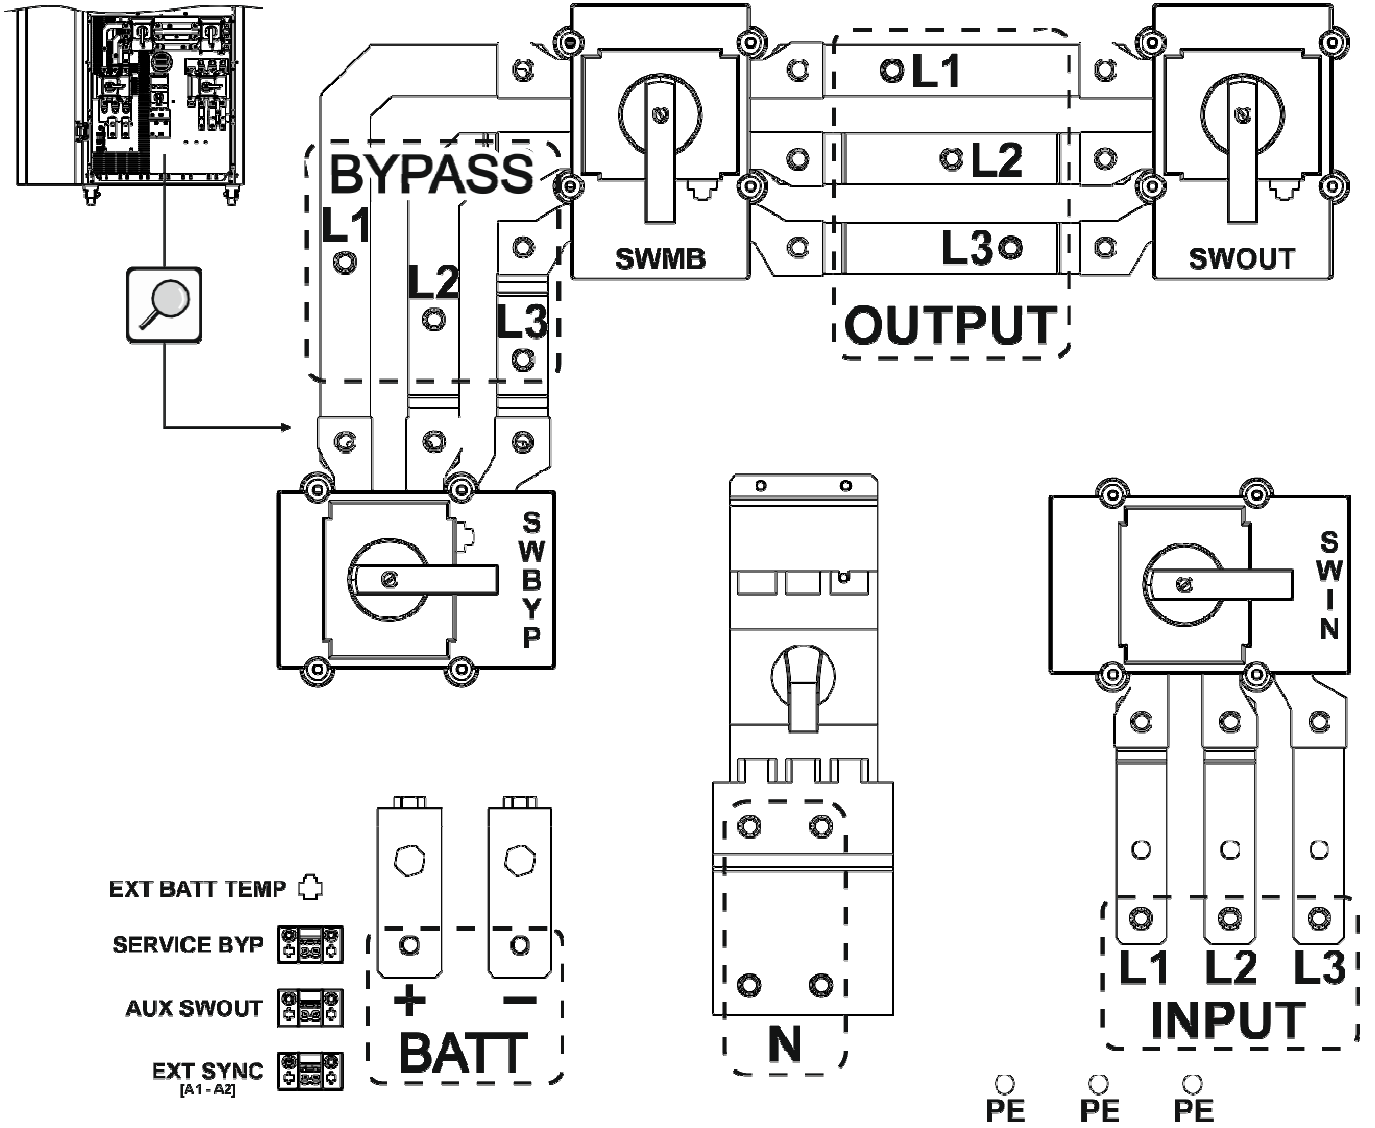 L1
L2
L3
OUTPUT
SWMB
SWOUT
BYPASS
L1
L2
L3
S
W
B
Y
P
S
W
I
N
EXT BATT TEMP
SERVICE BYP
AUX SWOUT
EXT SYNC
[A1 - A2]
+ −
BATT
N
L1 L2 L3
INPUT
PE PE PE